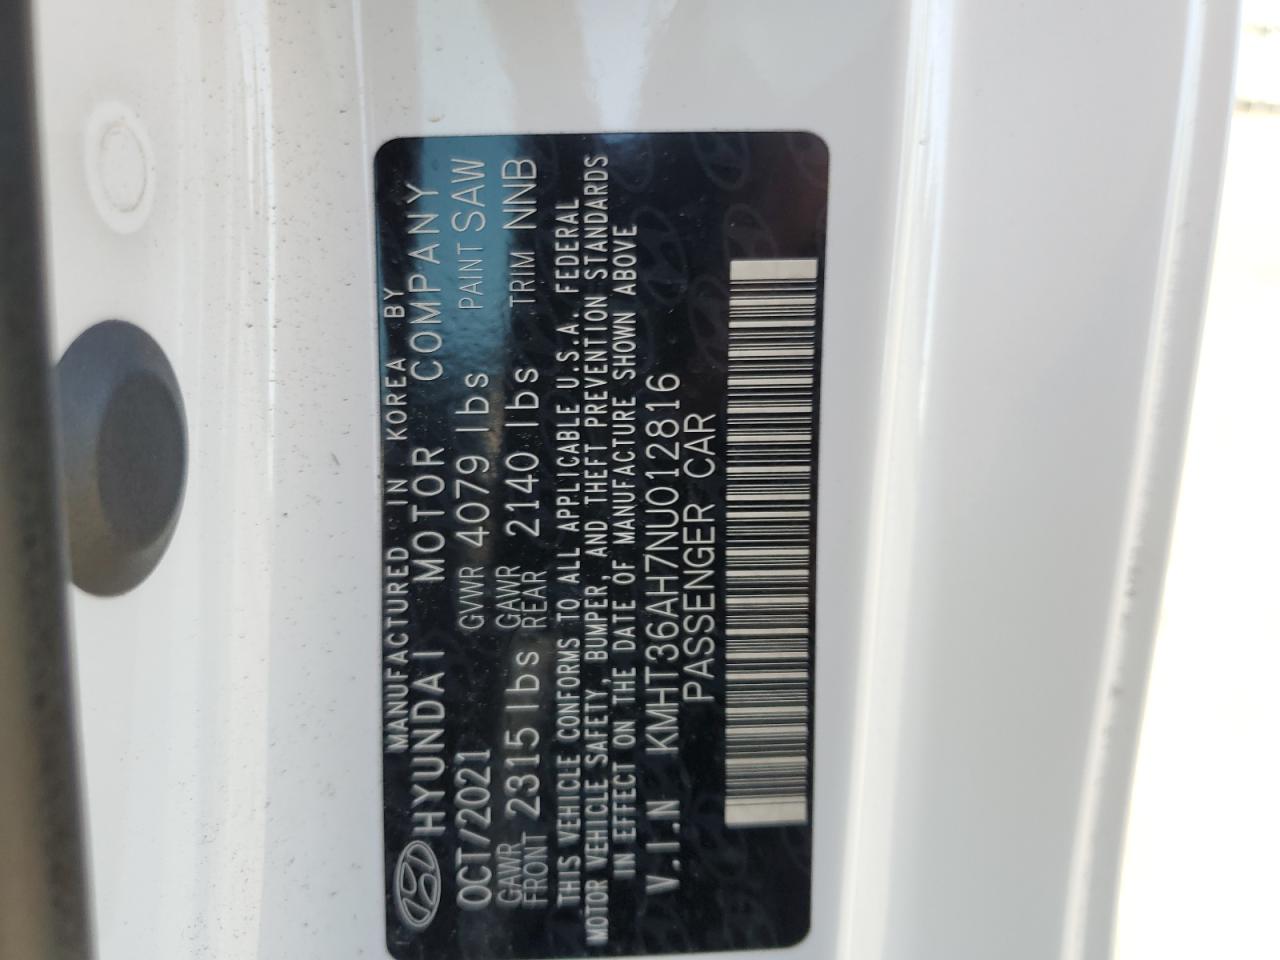 MANUFACTURED IN KOREA BY
HYUNDAI MOTOR COMPANY
OCT/2021 GVWR 4079 lbs PAINT SAW
GAWR FRONT 2315 lbs GAWR REAR 2140 lbs TRIM NNB
THIS VEHICLE CONFORMS TO ALL APPLICABLE U.S.A. FEDERAL
MOTOR VEHICLE SAFETY, BUMPER, AND THEFT PREVENTION STANDARDS
IN EFFECT ON THE DATE OF MANUFACTURE SHOWN ABOVE
V.I.N KMHT36AH7NU012816
PASSENGER CAR